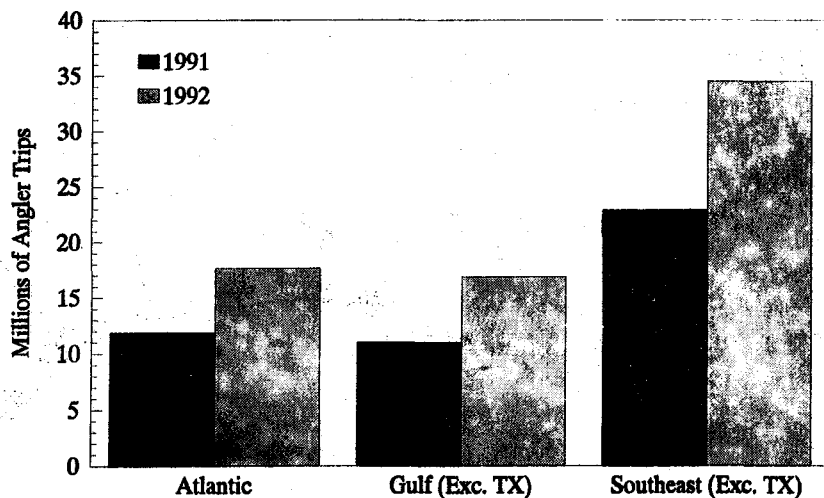 Millions of Angler Trips
40
35
30
25
20
15
10
5
0
1991
1992
Atlantic
Gulf (Exc. TX)
Southeast (Exc. TX)